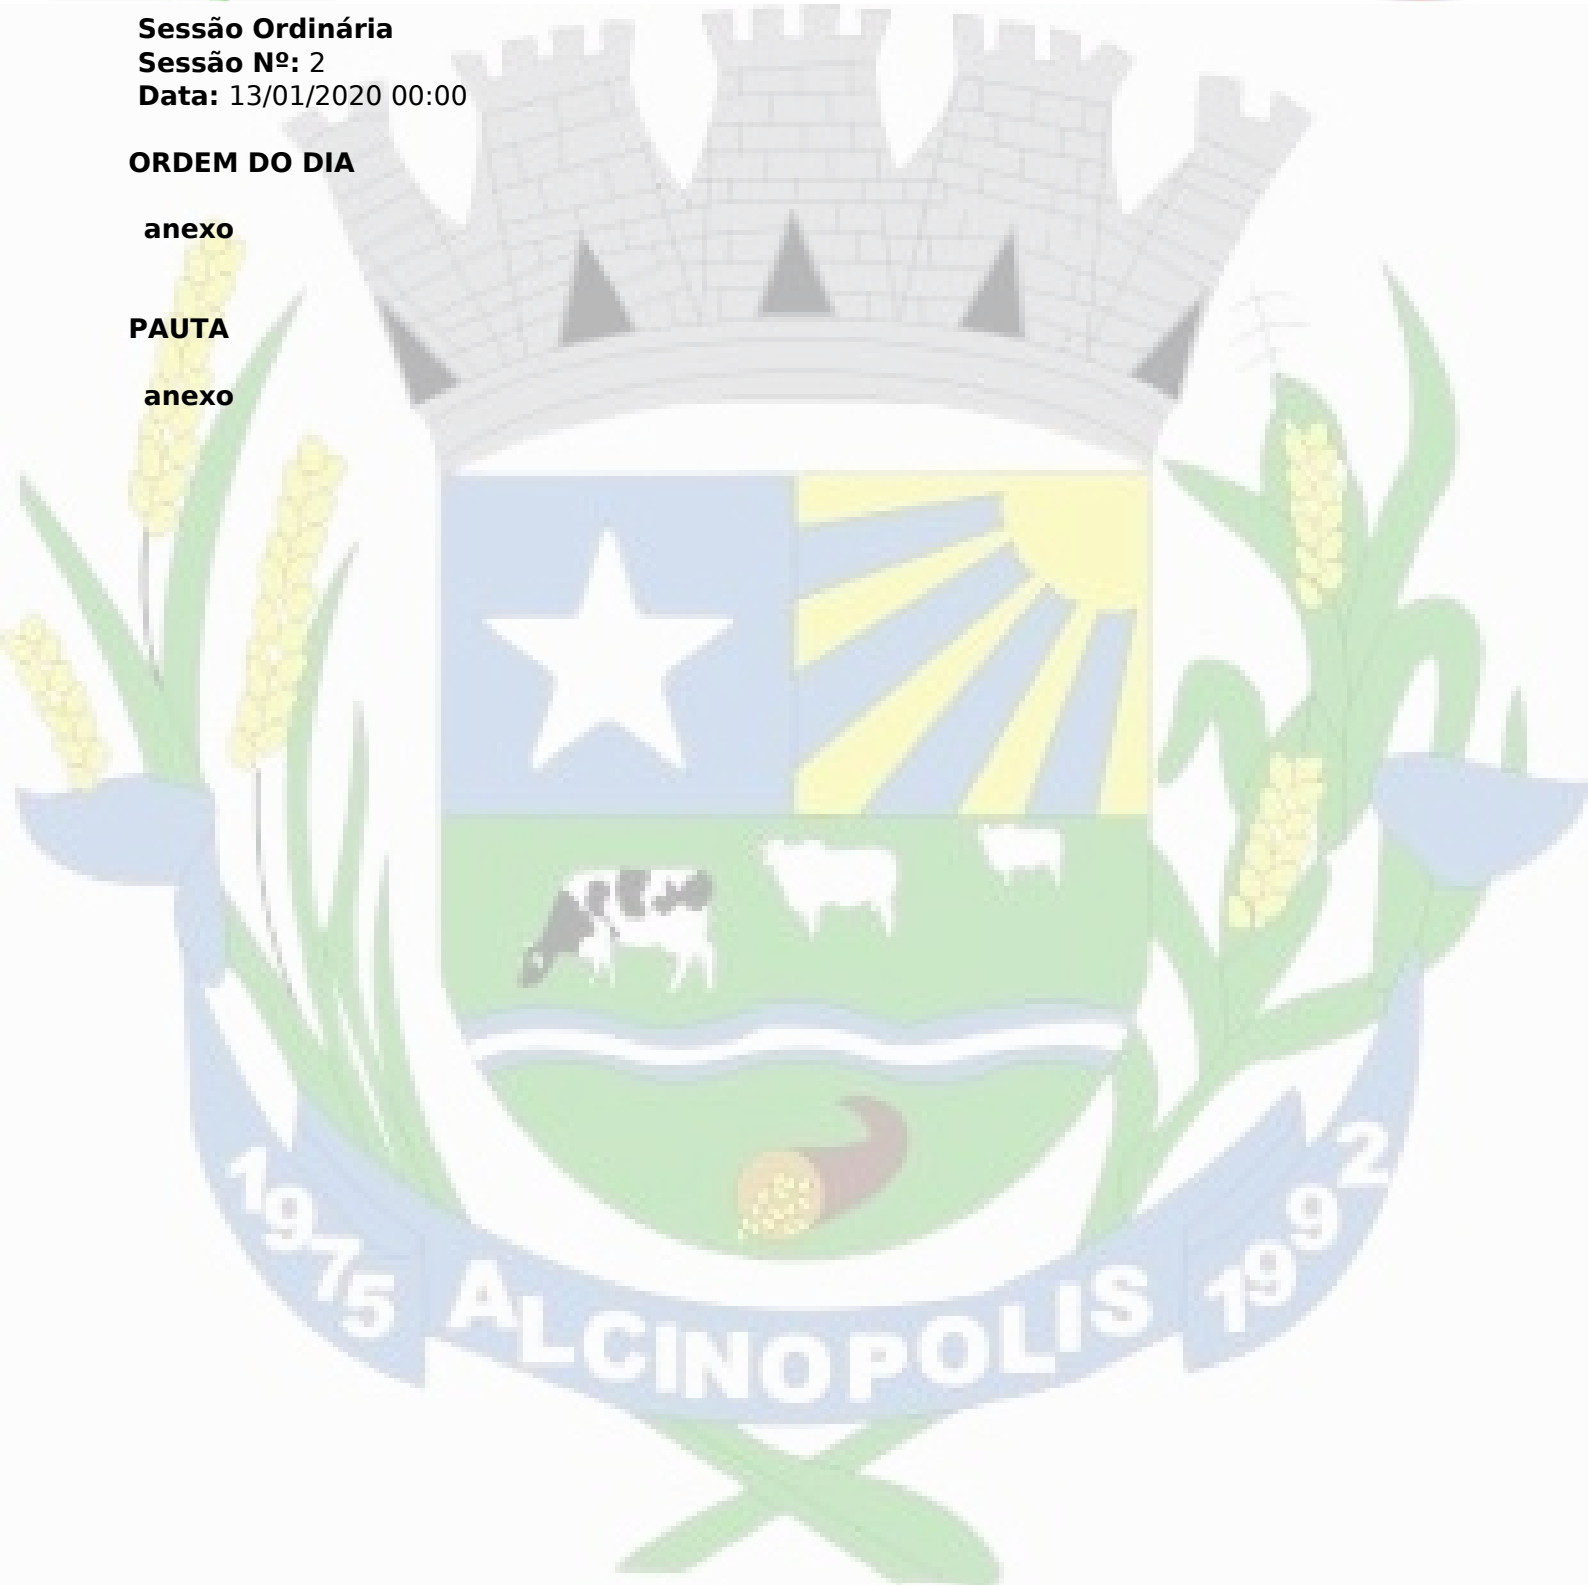 Sessão Ordinária
Sessão Nº: 2
Data: 13/01/2020 00:00
ORDEM DO DIA
anexo
PAUTA
anexo
1975 ALCINOPOLIS 1992